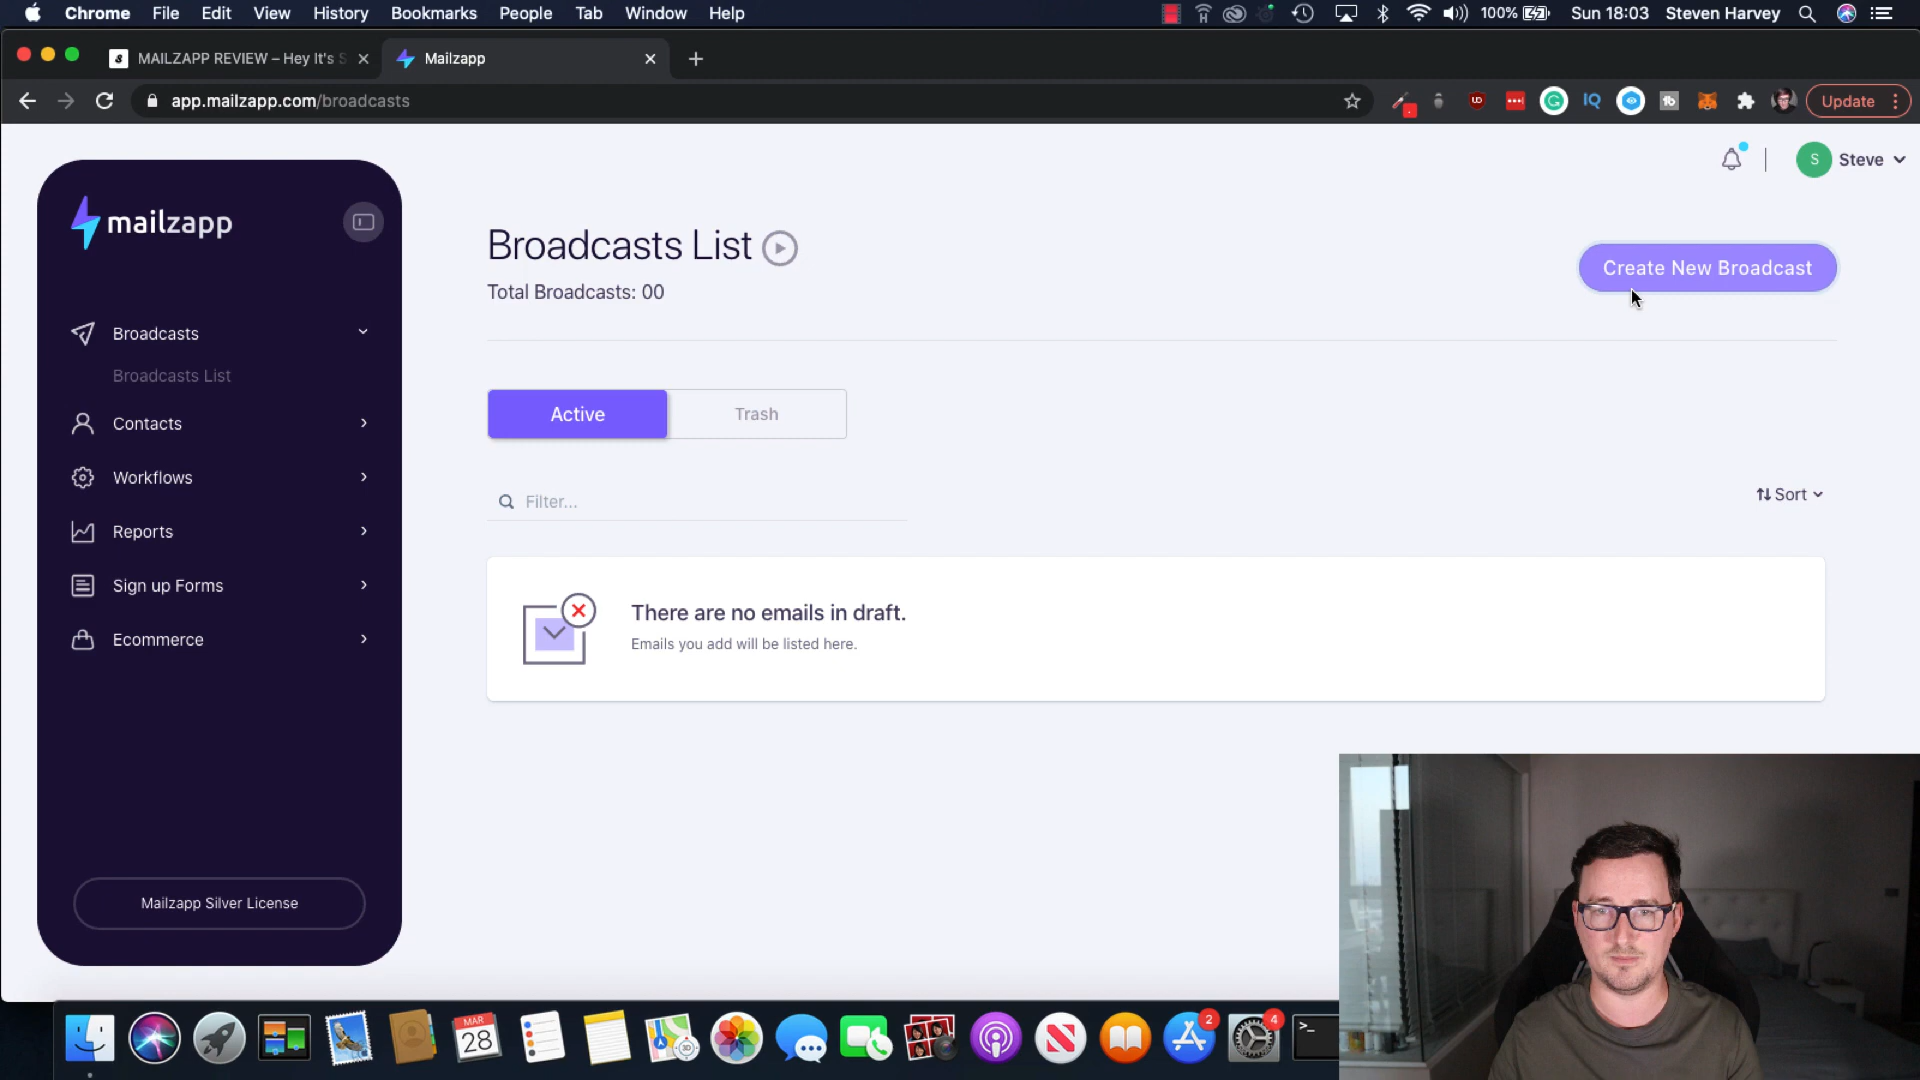 Chrome File Edit View History Bookmarks People Tab Window Help 100% Sun 18:03 Steven Harvey
MAILZAPP REVIEW – Hey It's S
Mailzapp
app.mailzapp.com/broadcasts
Update
S Steve
mailzapp
Broadcasts
Broadcasts List
Contacts
Workflows
Reports
Sign up Forms
Ecommerce
Mailzapp Silver License
Broadcasts List
Total Broadcasts: 00
Create New Broadcast
Active Trash
Filter...
Sort
There are no emails in draft.
Emails you add will be listed here.
MAR
28
2
4